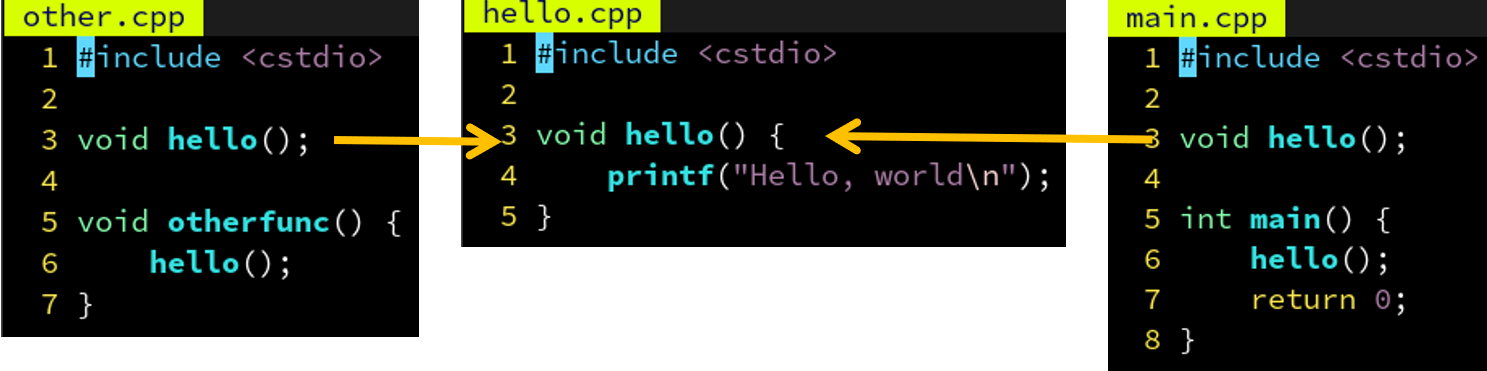 other.cpp
1 #include <cstdio>
2
3 void hello();
4
5 void otherfunc() {
6     hello();
7 }
hello.cpp
1 #include <cstdio>
2
3 void hello() {
4     printf("Hello, world\n");
5 }
main.cpp
1 #include <cstdio>
2
3 void hello();
4
5 int main() {
6     hello();
7     return 0;
8 }